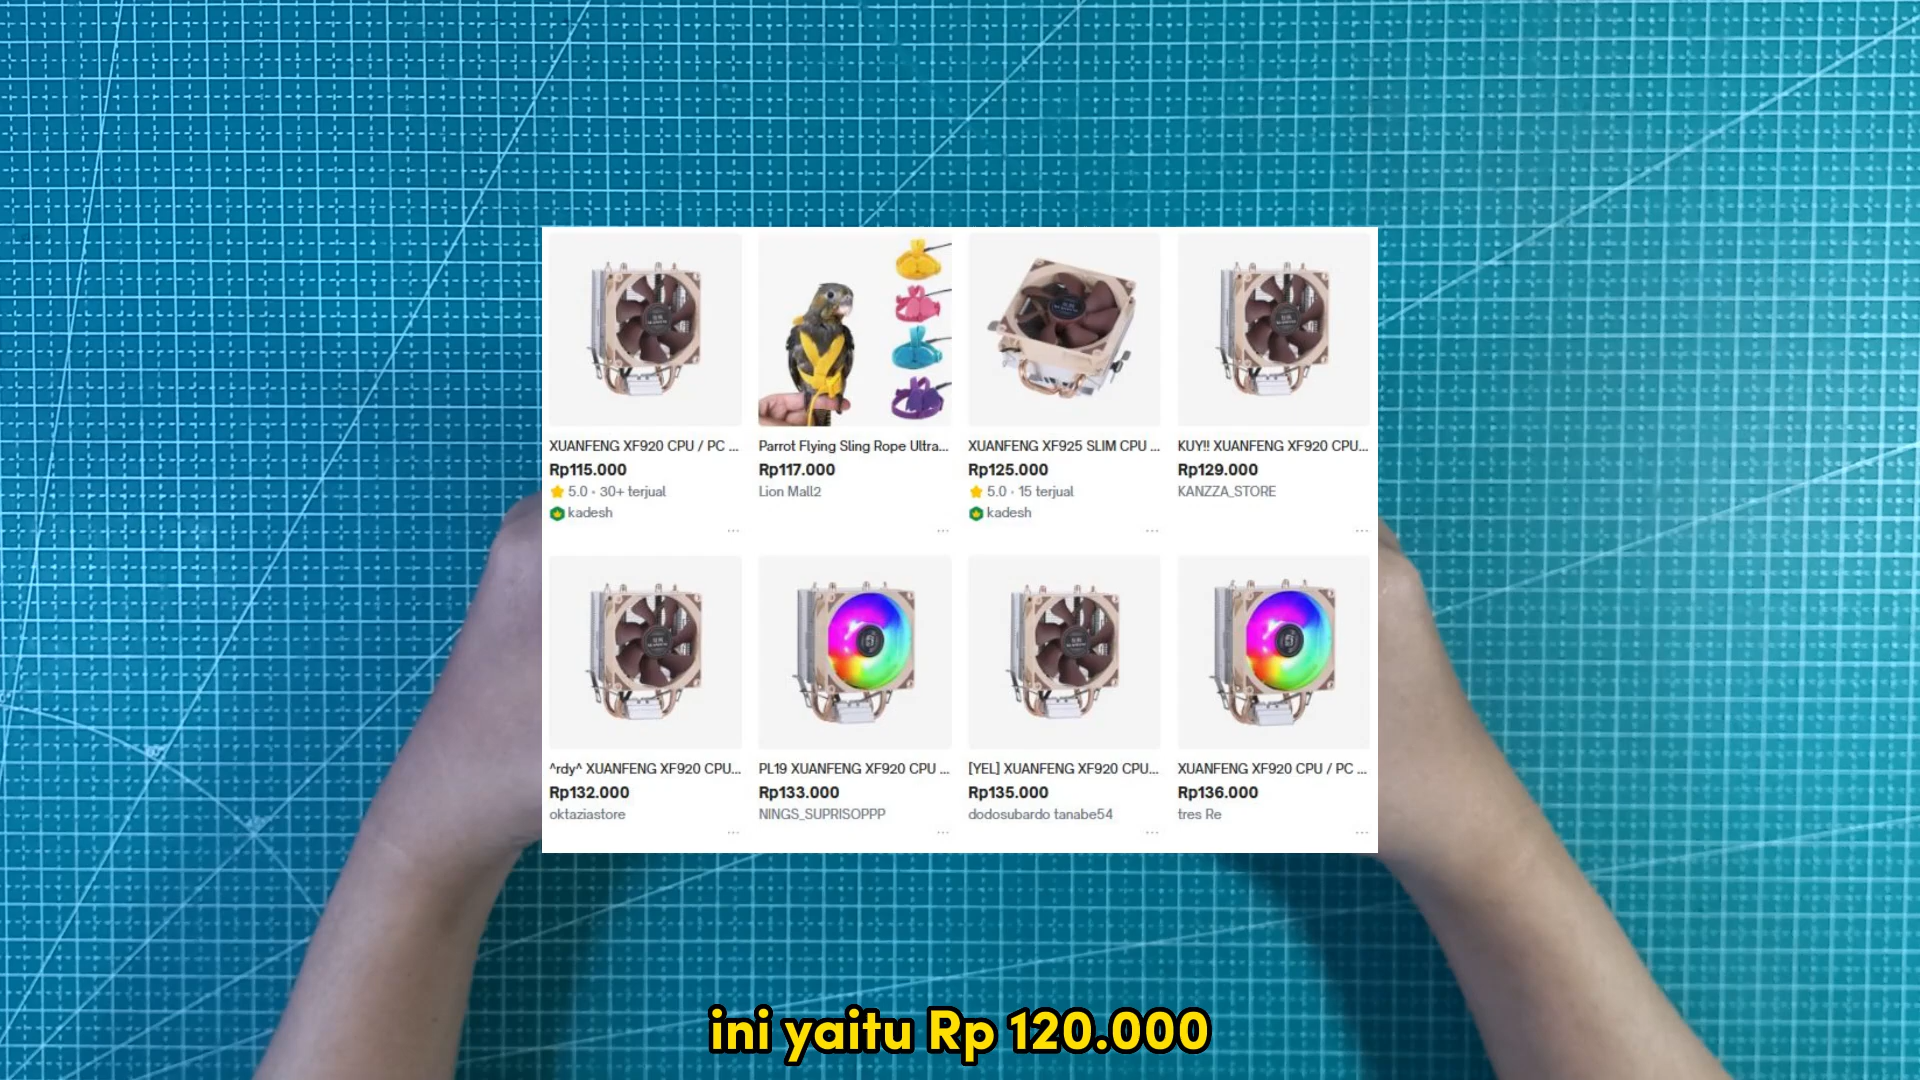 XUANFENG XF920 CPU / PC ...
Rp115.000
5.0 • 30+ terjual
kadesh
Parrot Flying Sling Rope Ultra...
Rp117.000
Lion Mall2
XUANFENG XF925 SLIM CPU ...
Rp125.000
5.0 • 15 terjual
kadesh
KUY!! XUANFENG XF920 CPU...
Rp129.000
KANZZA_STORE
^rdy^ XUANFENG XF920 CPU...
Rp132.000
oktaziastore
PL19 XUANFENG XF920 CPU ...
Rp133.000
NINGS_SUPRISOPPP
[YEL] XUANFENG XF920 CPU...
Rp135.000
dodosubardo tanabe54
XUANFENG XF920 CPU / PC ...
Rp136.000
tres Re
ini yaitu Rp 120.000